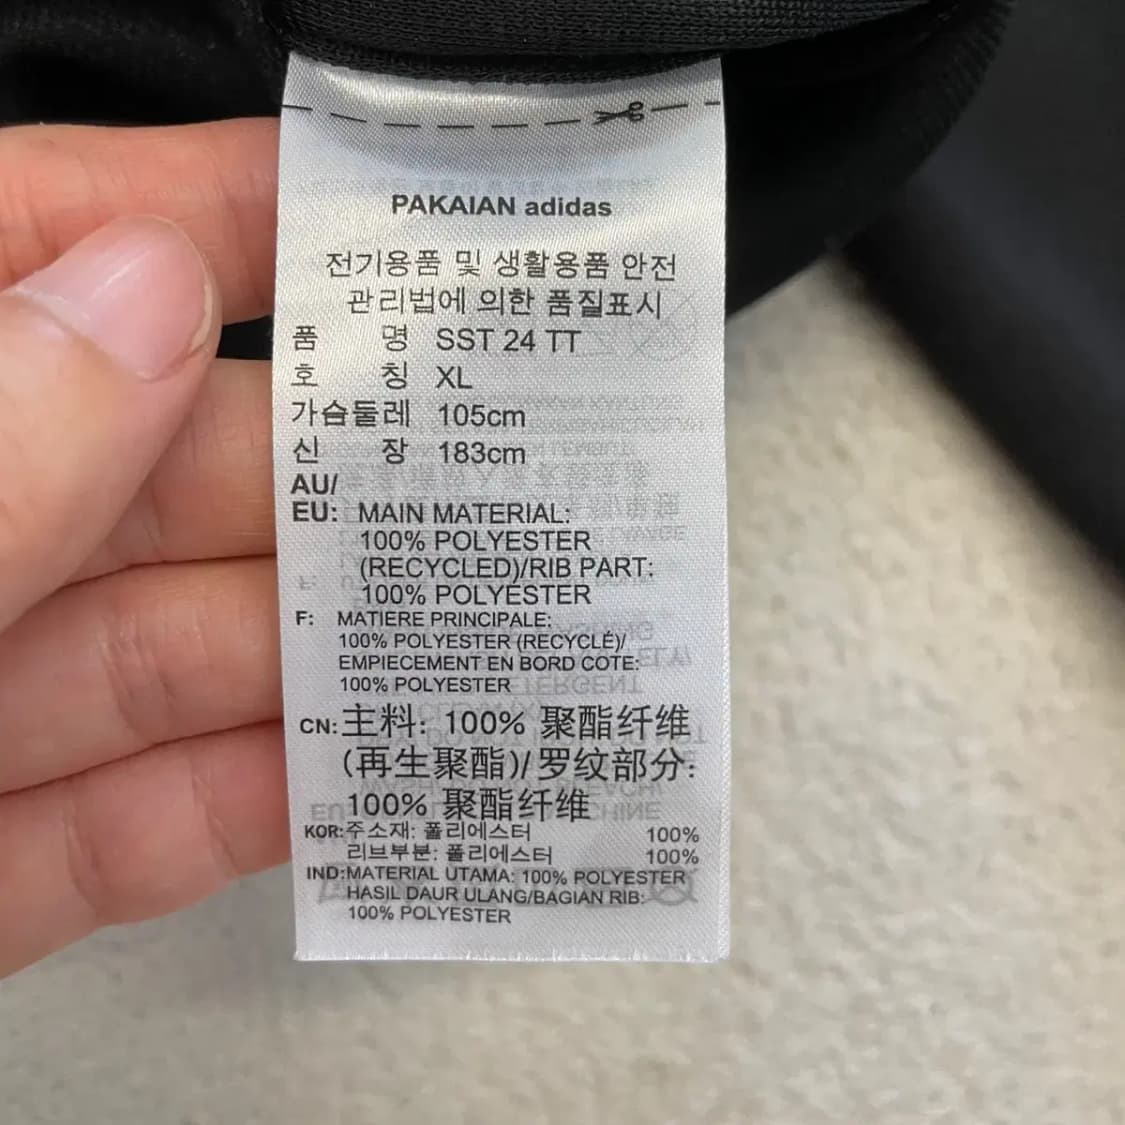 PAKAIAN adidas
전기용품 및 생활용품 안전
관리법에 의한 품질표시
품 명 SST 24 TT
호 칭 XL
가슴둘레 105cm
신 장 183cm
AU/
EU: MAIN MATERIAL:
100% POLYESTER
(RECYCLED)/RIB PART:
100% POLYESTER
F: MATIERE PRINCIPALE:
100% POLYESTER (RECYCLÉ)/
EMPIECEMENT EN BORD COTE:
100% POLYESTER
CN: 主料: 100% 聚酯纤维
(再生聚酯)/罗纹部分:
100% 聚酯纤维
KOR:주소재: 폴리에스터 100%
리브부분: 폴리에스터 100%
IND:MATERIAL UTAMA: 100% POLYESTER
HASIL DAUR ULANG/BAGIAN RIB:
100% POLYESTER